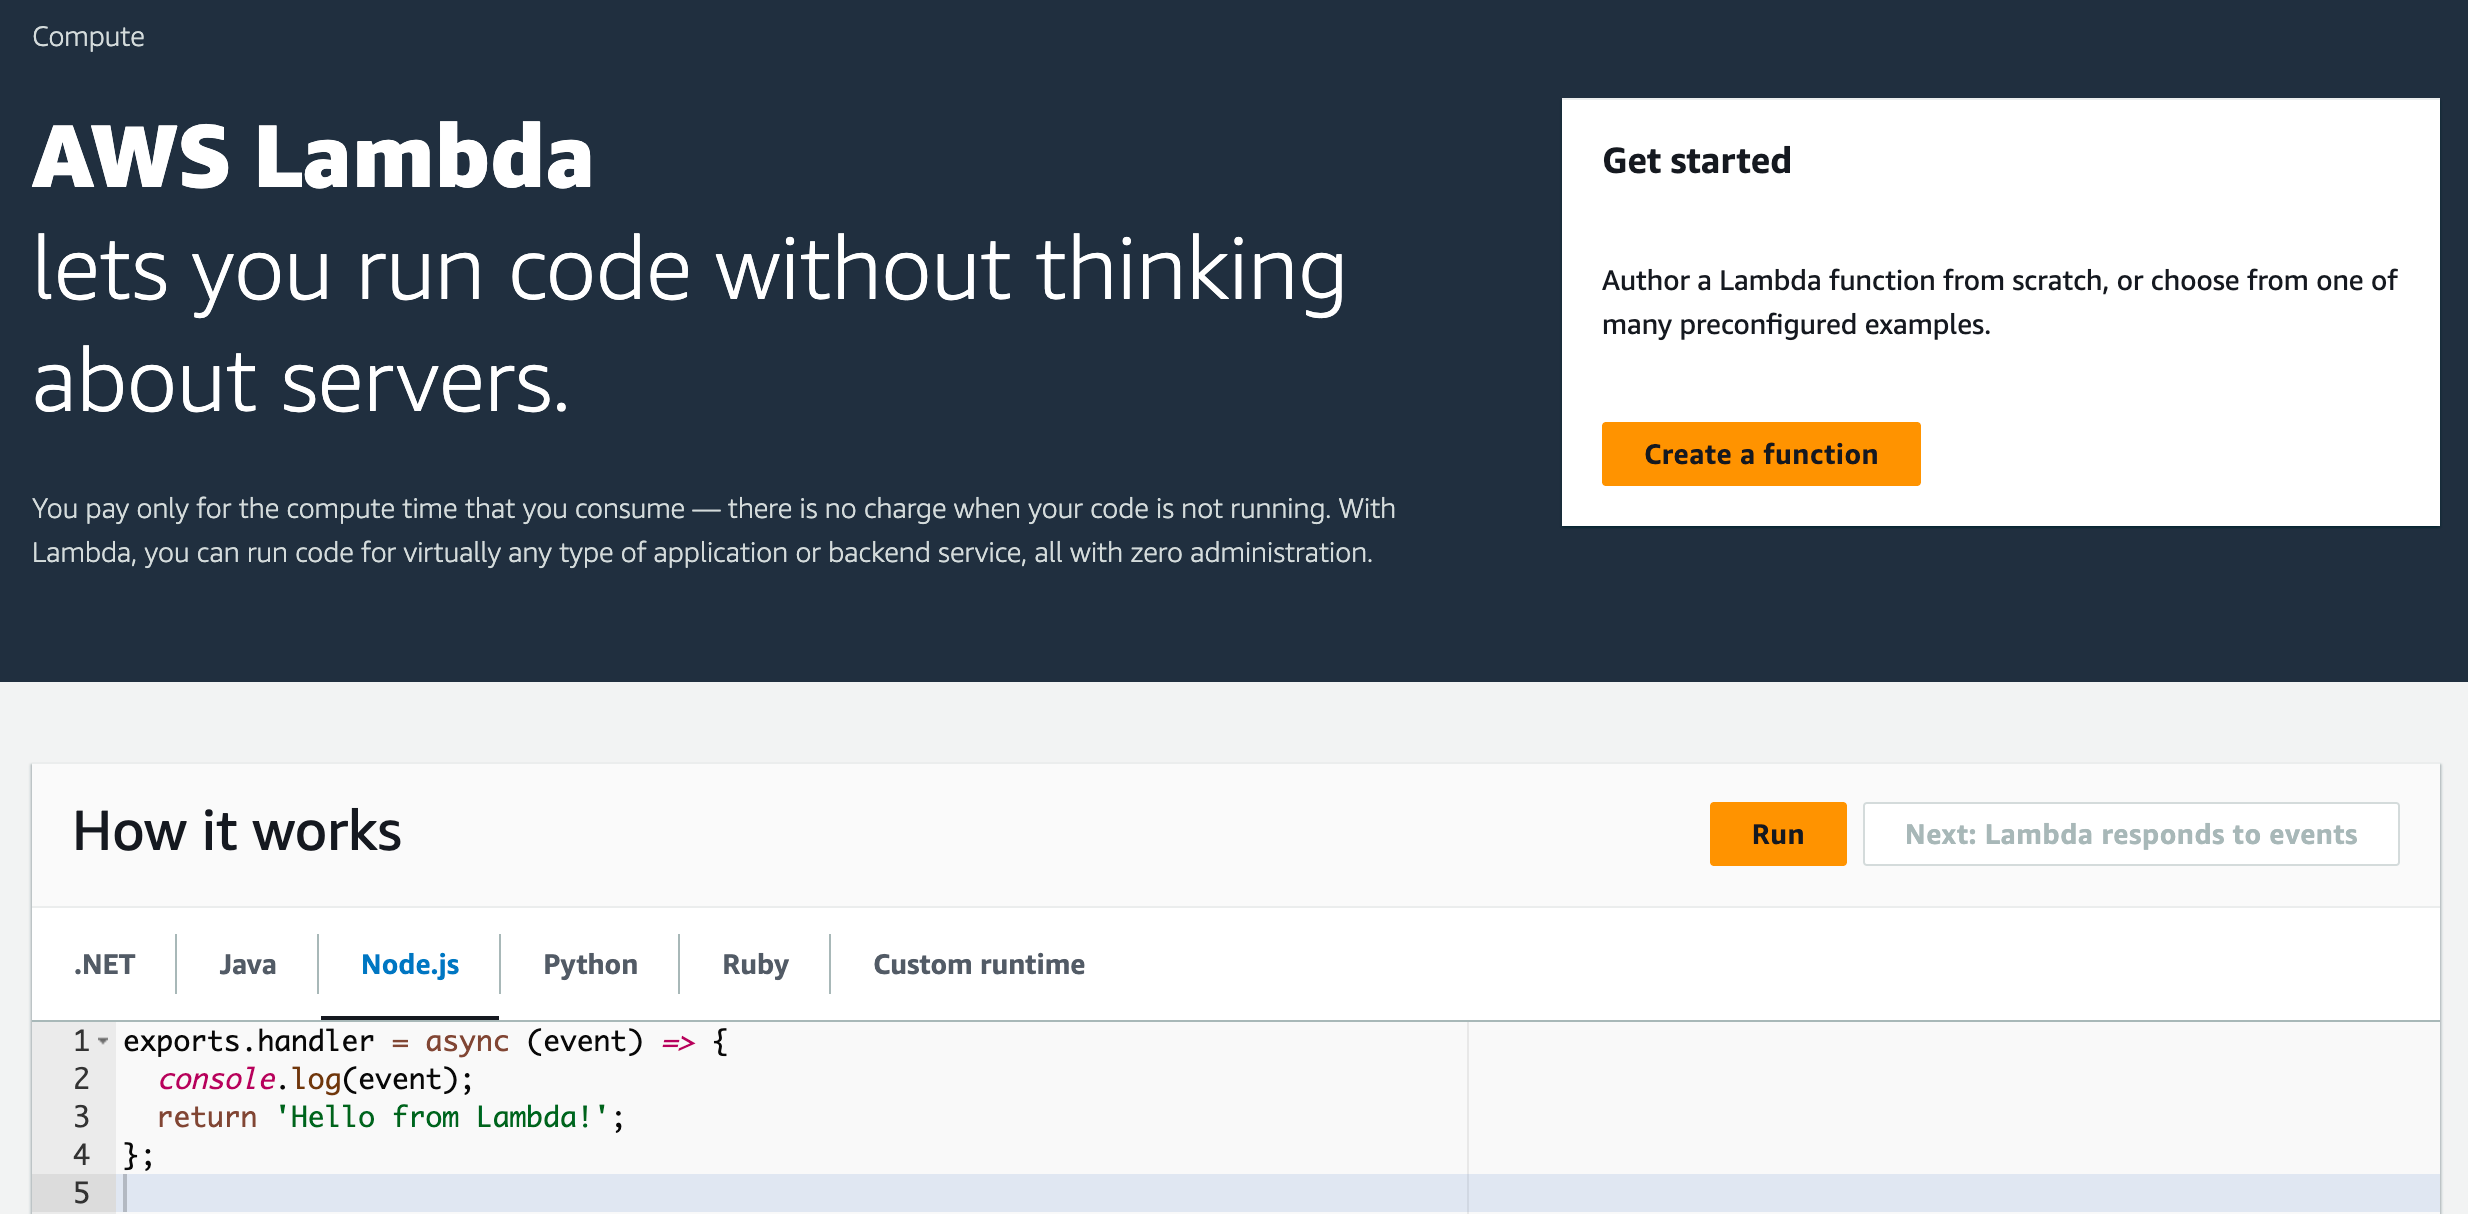 Compute
AWS Lambda
lets you run code without thinking
about servers.
You pay only for the compute time that you consume — there is no charge when your code is not running. With
Lambda, you can run code for virtually any type of application or backend service, all with zero administration.
Get started
Author a Lambda function from scratch, or choose from one of
many preconfigured examples.
Create a function
How it works
Run
Next: Lambda responds to events
.NET
Java
Node.js
Python
Ruby
Custom runtime
1 exports.handler = async (event) => {
2   console.log(event);
3   return 'Hello from Lambda!';
4 };
5